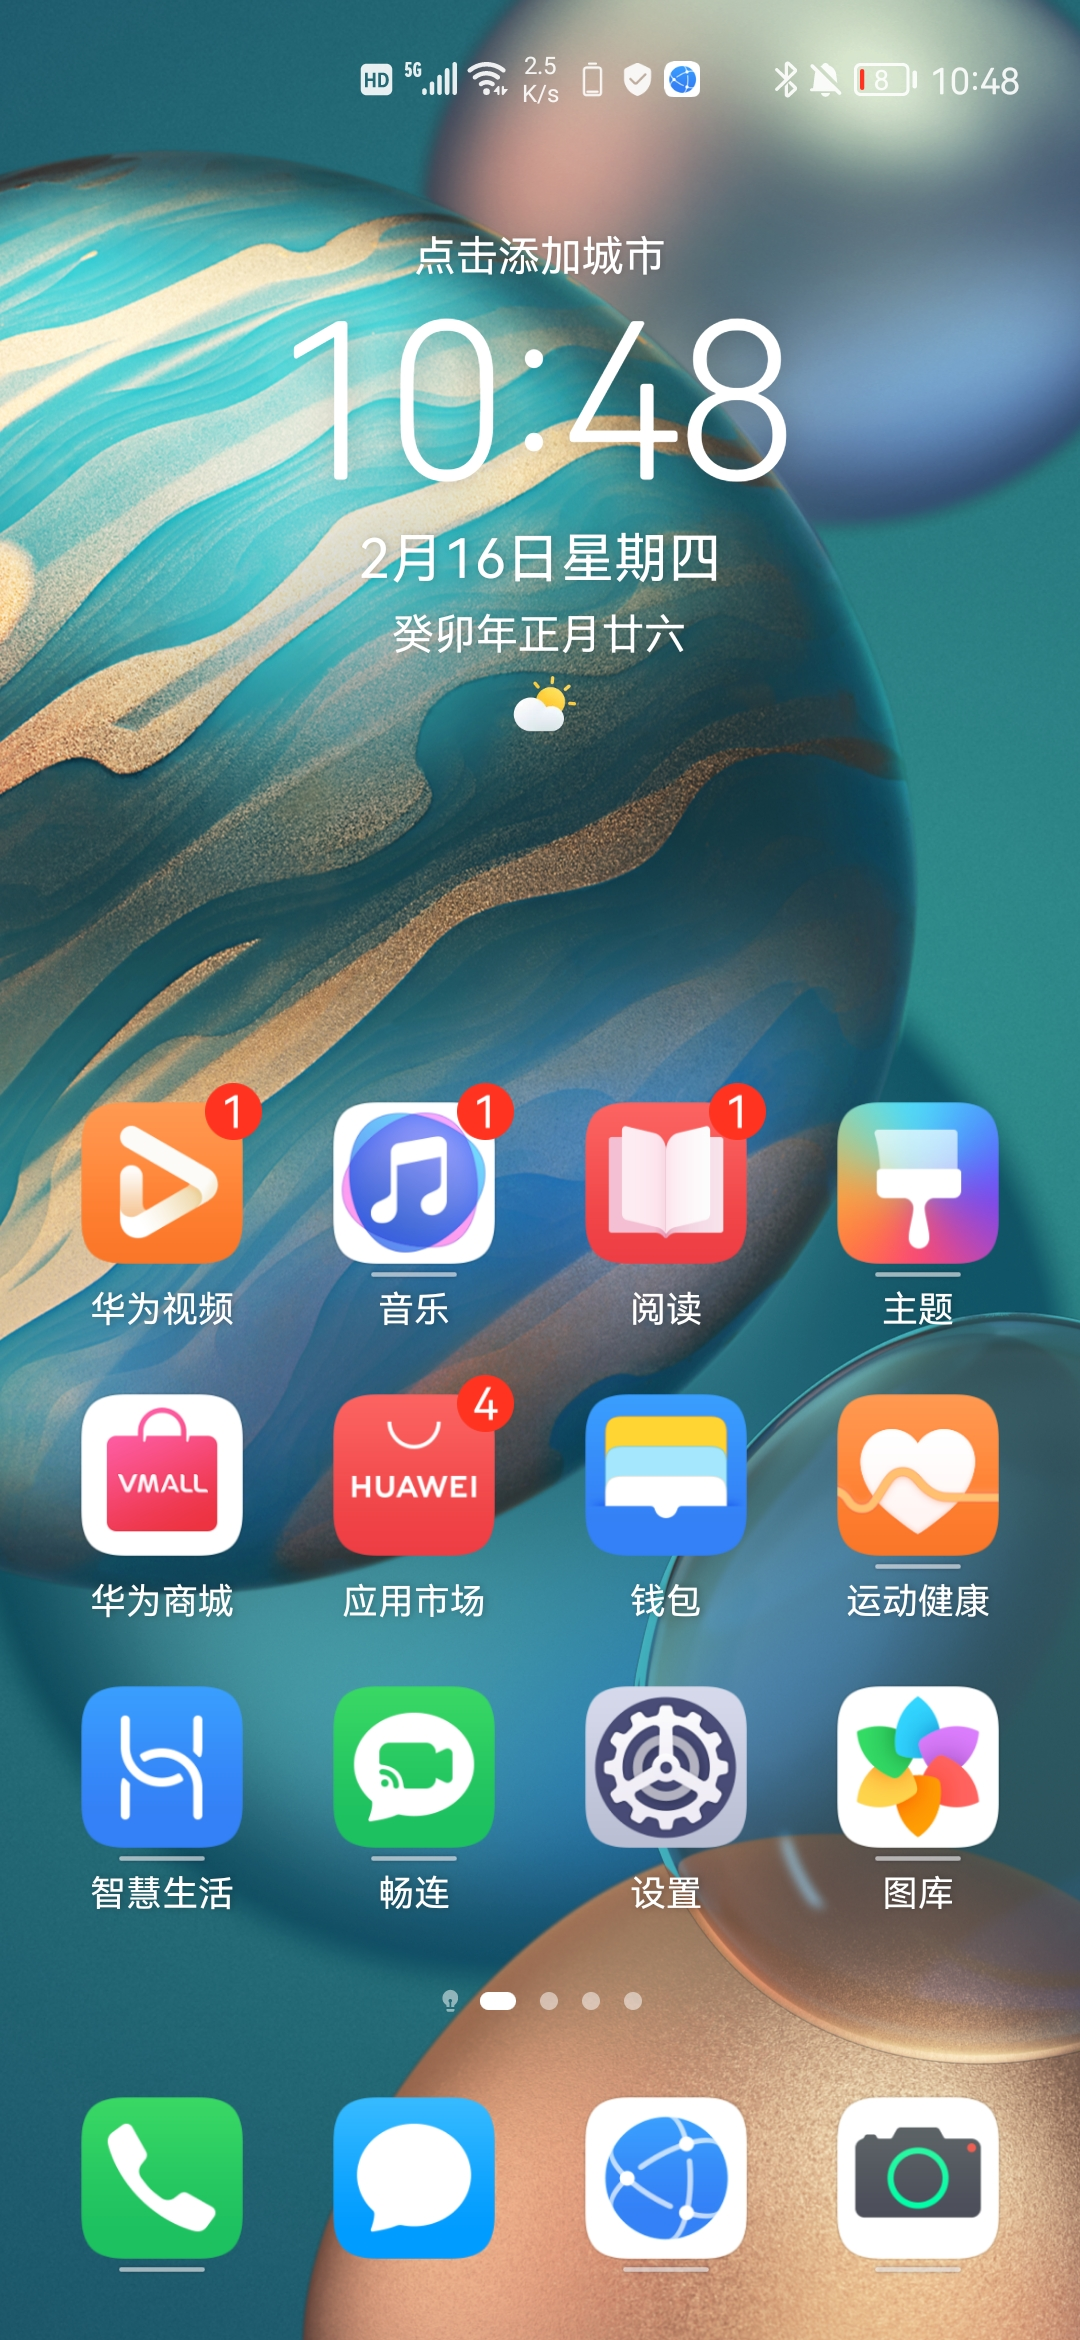 HD 5G 2.5 K/s 8 10:48
点击添加城市
10:48
2月16日星期四
癸卯年正月廿六
1 1 1
华为视频 音乐 阅读 主题
4
VMALL HUAWEI
华为商城 应用市场 钱包 运动健康
智慧生活 畅连 设置 图库